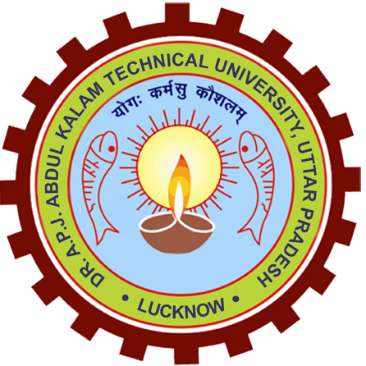 DR. A.P.J. ABDUL KALAM TECHNICAL UNIVERSITY, UTTAR PRADESH
योगः कर्मसु कौशलम्
• LUCKNOW •